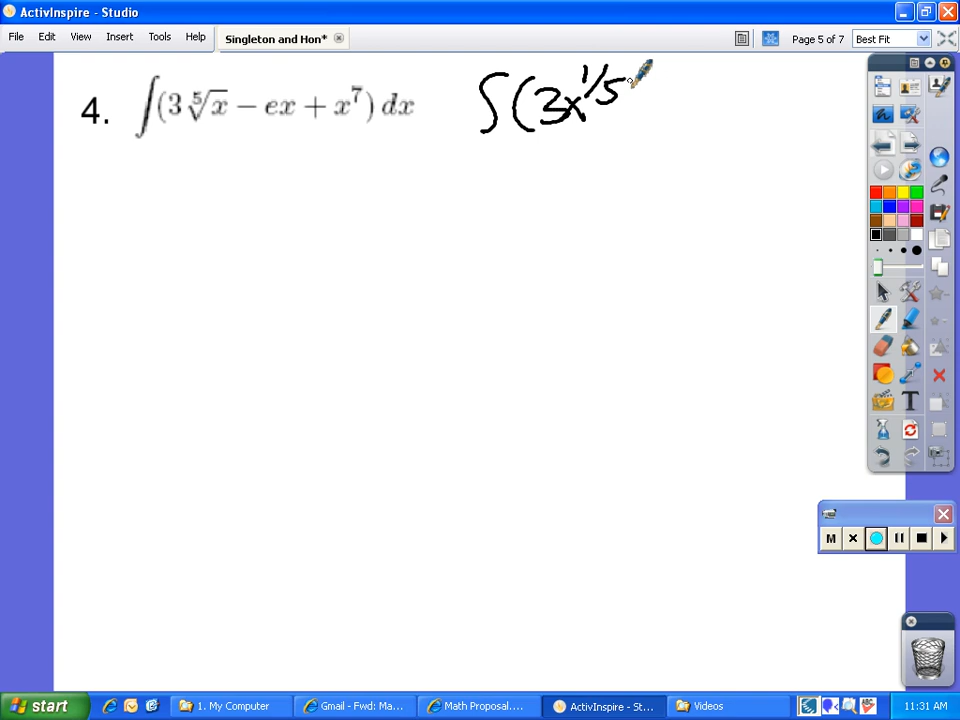 ActivInspire - Studio
File Edit View Insert Tools Help Singleton and Hon* Page 5 of 7 Best Fit
4. ∫(3 ⁵√x − ex + x⁷) dx ∫(3x^1/5
T
M
start 1. My Computer Gmail - Fwd: Ma... Math Proposal.... ActivInspire - St... Videos 11:31 AM